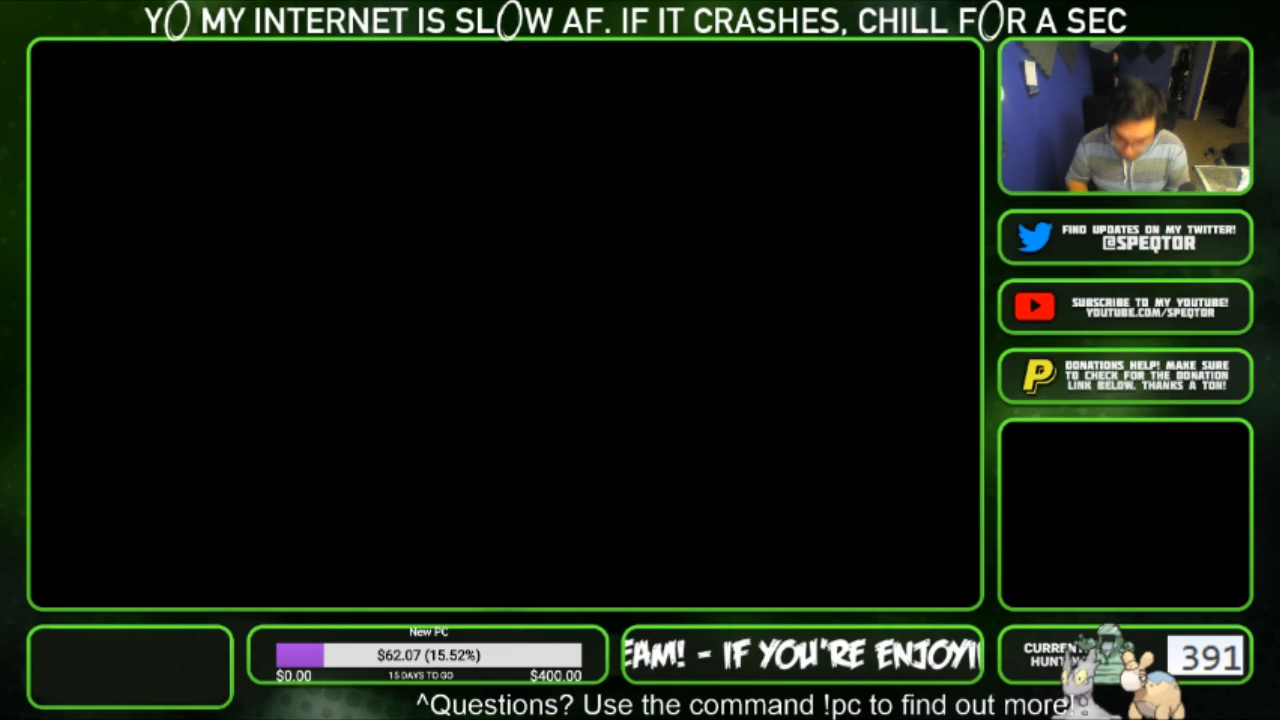 YO MY INTERNET IS SLOW AF. IF IT CRASHES, CHILL FOR A SEC
FIND UPDATES ON MY TWITTER!
@SPEQTOR
SUBSCRIBE TO MY YOUTUBE!
YOUTUBE.COM/SPEQTOR
P
DONATIONS HELP! MAKE SURE
TO CHECK FOR THE DONATION
LINK BELOW. THANKS A TON!
New PC
$62.07 (15.52%)
$0.00 15 DAYS TO GO $400.00
EAM! - IF YOU'RE ENJOYI
CURREN
HUN
391
^Questions? Use the command !pc to find out more!